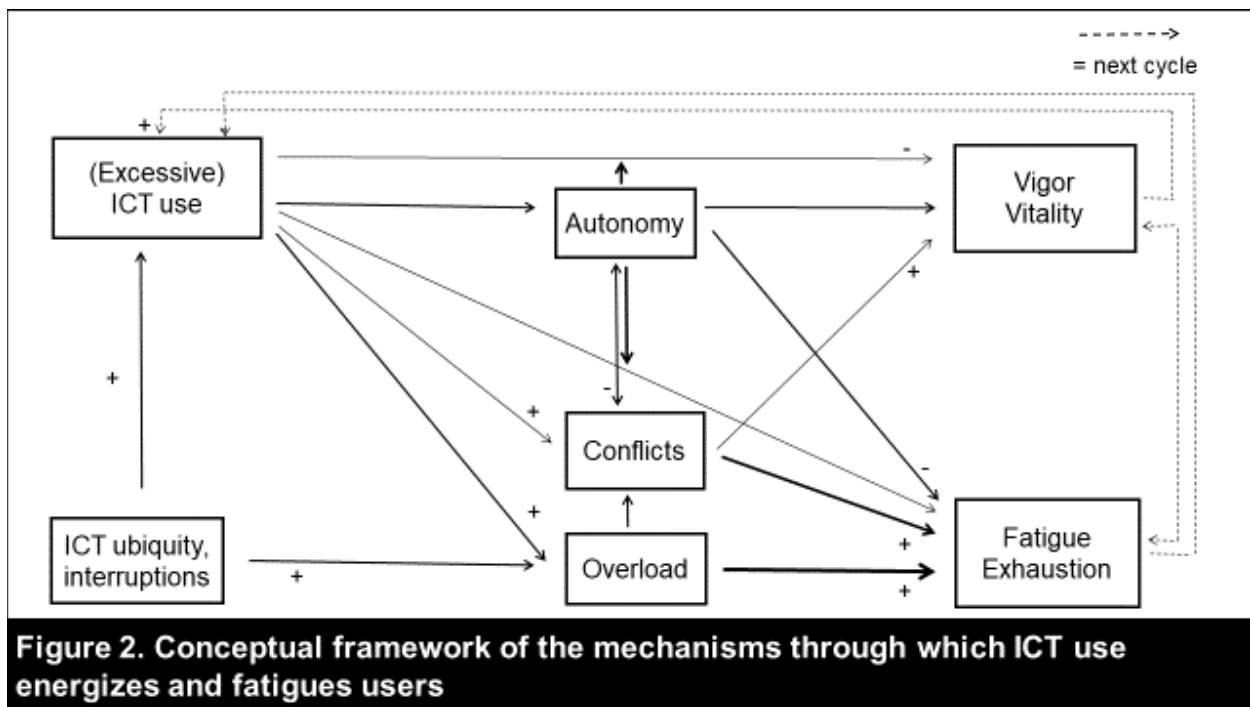 = next cycle
+
(Excessive)
ICT use
-
Vigor
Vitality
Autonomy
+
+
-
+
Conflicts
-
+
ICT ubiquity,
interruptions
+
Overload
+
+
Fatigue
Exhaustion
Figure 2. Conceptual framework of the mechanisms through which ICT use
energizes and fatigues users